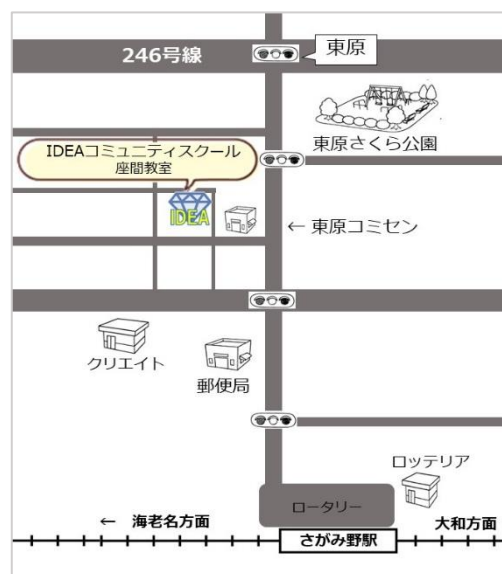 246号線
東原
東原さくら公園
IDEAコミュニティスクール
座間教室
IDEA
← 東原コミセン
クリエイト
郵便局
ロッテリア
ロータリー
← 海老名方面
さがみ野駅
大和方面